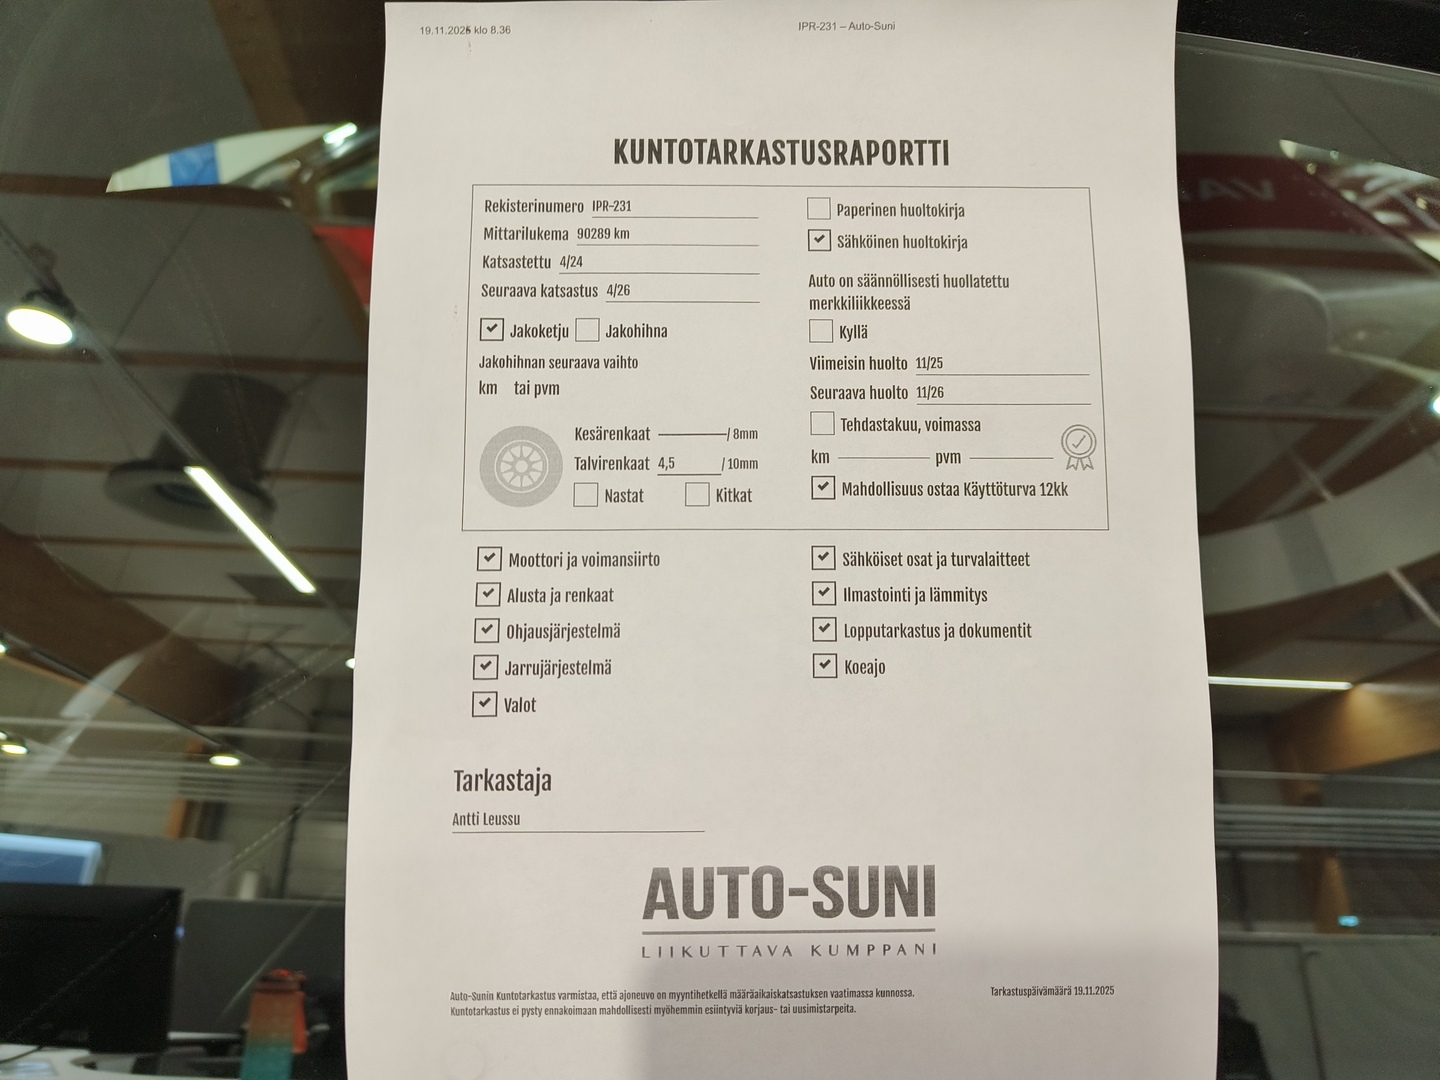 19.11.2025 klo 8.36
IPR-231 – Auto-Suni
KUNTOTARKASTUSRAPORTTI
Rekisterinumero IPR-231
Mittarilukema 90289 km
Katsastettu 4/24
Seuraava katsastus 4/26
Jakoketju Jakohihna
Jakohihnan seuraava vaihto
km tai pvm
Kesärenkaat / 8mm
Talvirenkaat 4,5 / 10mm
Nastat Kitkat
Paperinen huoltokirja
Sähköinen huoltokirja
Auto on säännöllisesti huollatettu
merkkiliikkeessä
Kyllä
Viimeisin huolto 11/25
Seuraava huolto 11/26
Tehdastakuu, voimassa
km pvm
Mahdollisuus ostaa Käyttöturva 12kk
Moottori ja voimansiirto
Alusta ja renkaat
Ohjausjärjestelmä
Jarrujärjestelmä
Valot
Sähköiset osat ja turvalaitteet
Ilmastointi ja lämmitys
Lopputarkastus ja dokumentit
Koeajo
Tarkastaja
Antti Leussu
AUTO-SUNI
LIIKUTTAVA KUMPPANI
Auto-Sunin Kuntotarkastus varmistaa, että ajoneuvo on myyntihetkellä määräaikaiskatsastuksen vaatimassa kunnossa.
Kuntotarkastus ei pysty ennakoimaan mahdollisesti myöhemmin esiintyviä korjaus- tai uusimistarpeita.
Tarkastuspäivämäärä 19.11.2025